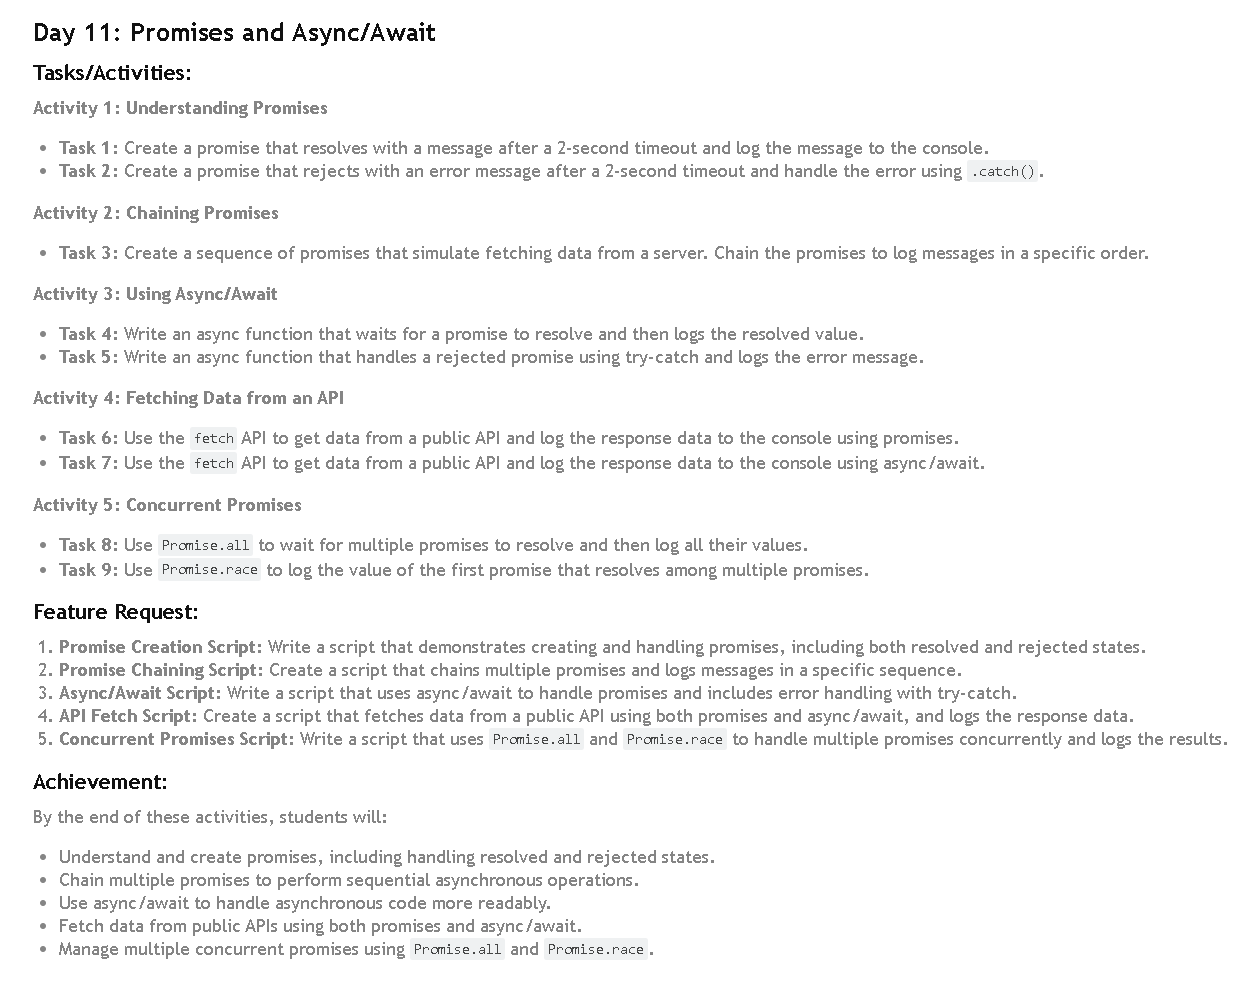 Day 11: Promises and Async/Await
Tasks/Activities:
Activity 1: Understanding Promises
• Task 1: Create a promise that resolves with a message after a 2-second timeout and log the message to the console.
• Task 2: Create a promise that rejects with an error message after a 2-second timeout and handle the error using .catch().
Activity 2: Chaining Promises
• Task 3: Create a sequence of promises that simulate fetching data from a server. Chain the promises to log messages in a specific order.
Activity 3: Using Async/Await
• Task 4: Write an async function that waits for a promise to resolve and then logs the resolved value.
• Task 5: Write an async function that handles a rejected promise using try-catch and logs the error message.
Activity 4: Fetching Data from an API
• Task 6: Use the fetch API to get data from a public API and log the response data to the console using promises.
• Task 7: Use the fetch API to get data from a public API and log the response data to the console using async/await.
Activity 5: Concurrent Promises
• Task 8: Use Promise.all to wait for multiple promises to resolve and then log all their values.
• Task 9: Use Promise.race to log the value of the first promise that resolves among multiple promises.
Feature Request:
1. Promise Creation Script: Write a script that demonstrates creating and handling promises, including both resolved and rejected states.
2. Promise Chaining Script: Create a script that chains multiple promises and logs messages in a specific sequence.
3. Async/Await Script: Write a script that uses async/await to handle promises and includes error handling with try-catch.
4. API Fetch Script: Create a script that fetches data from a public API using both promises and async/await, and logs the response data.
5. Concurrent Promises Script: Write a script that uses Promise.all and Promise.race to handle multiple promises concurrently and logs the results.
Achievement:
By the end of these activities, students will:
• Understand and create promises, including handling resolved and rejected states.
• Chain multiple promises to perform sequential asynchronous operations.
• Use async/await to handle asynchronous code more readably.
• Fetch data from public APIs using both promises and async/await.
• Manage multiple concurrent promises using Promise.all and Promise.race.